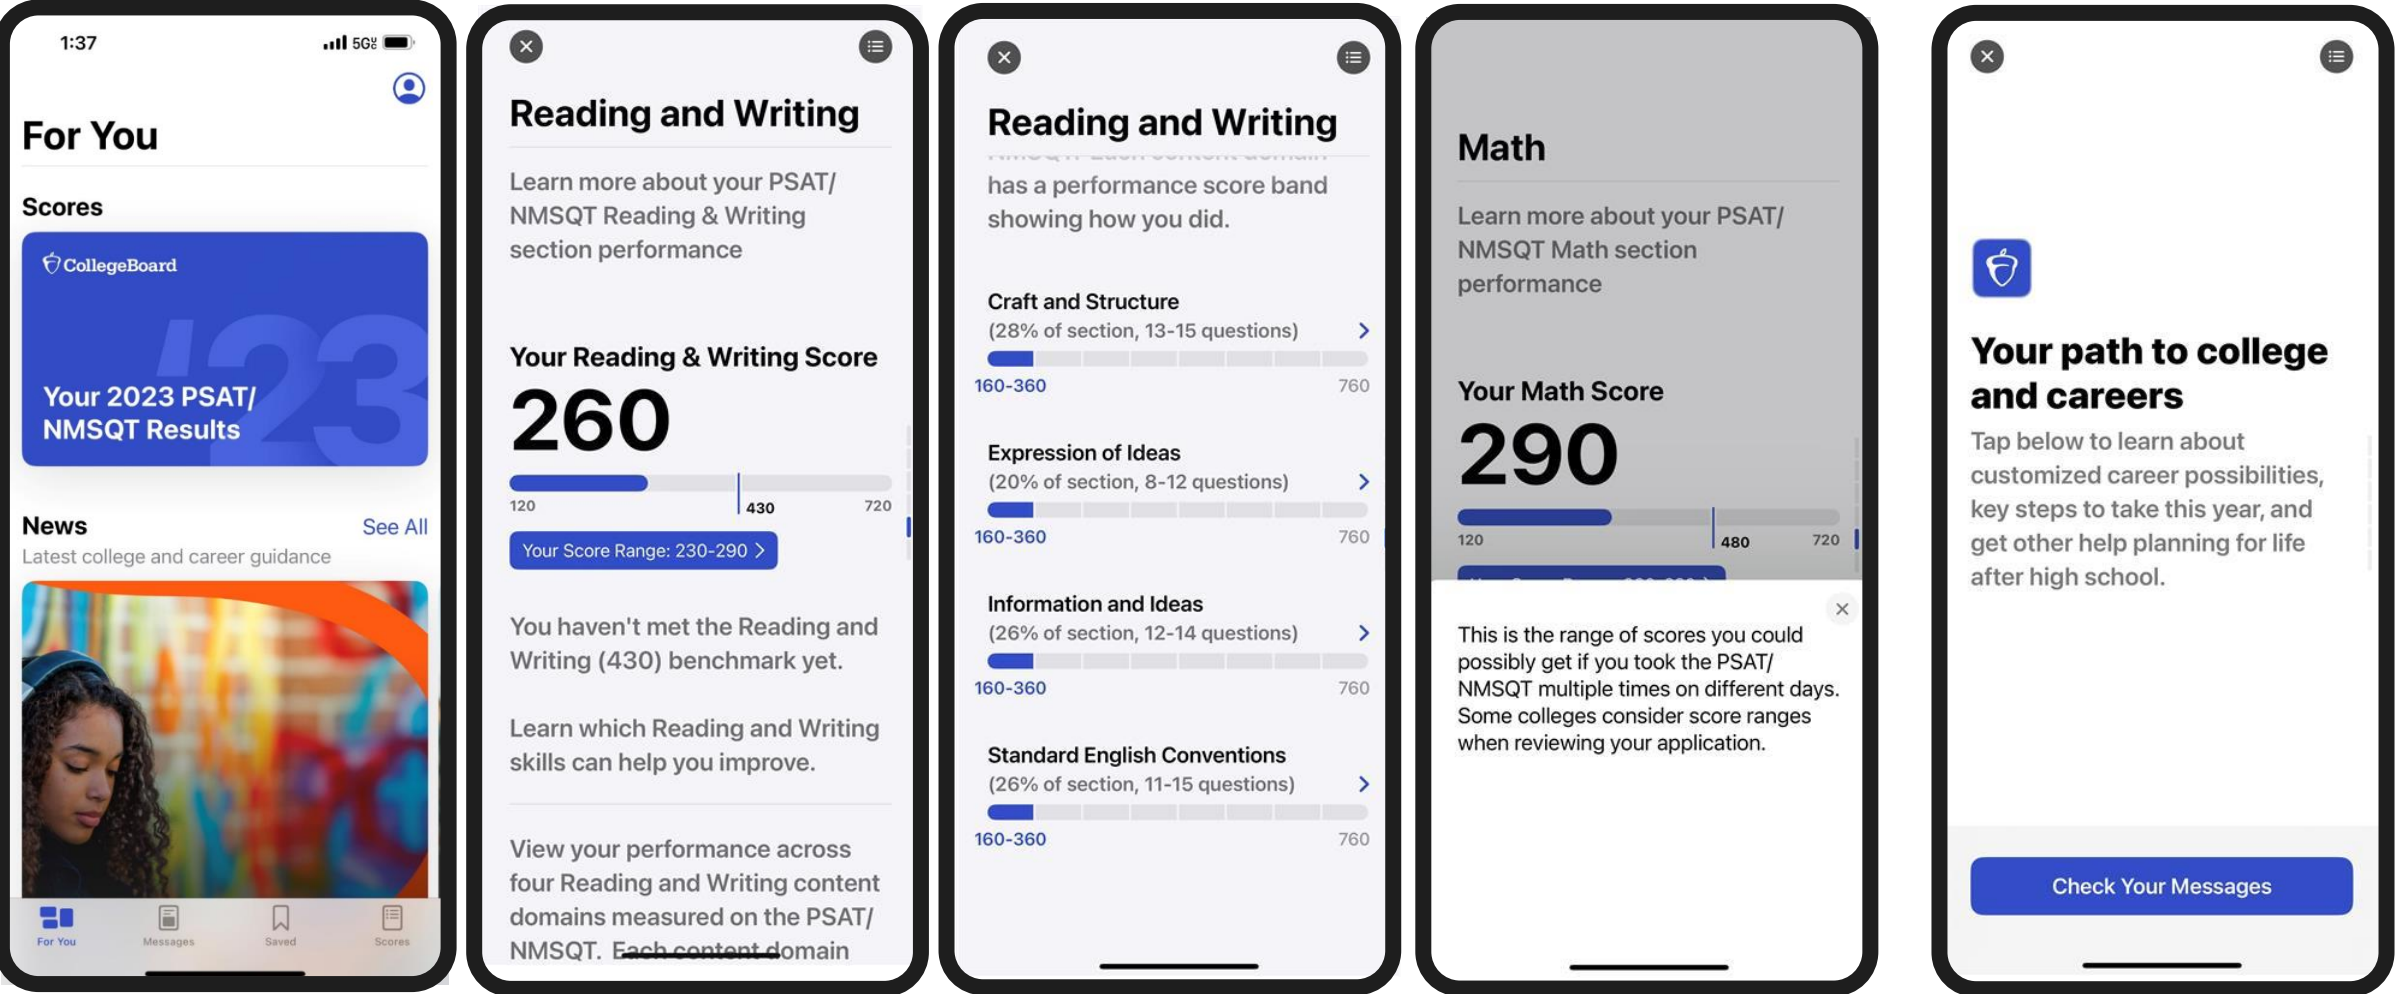 1:37
5G
For You
Scores
CollegeBoard
'23
Your 2023 PSAT/
NMSQT Results
News
See All
Latest college and career guidance
For You
Messages
Saved
Scores
Reading and Writing
Learn more about your PSAT/
NMSQT Reading & Writing
section performance
Your Reading & Writing Score
260
120
430
720
Your Score Range: 230-290 >
You haven't met the Reading and
Writing (430) benchmark yet.
Learn which Reading and Writing
skills can help you improve.
View your performance across
four Reading and Writing content
domains measured on the PSAT/
NMSQT. Each content domain
Reading and Writing
NMSQT. Each content domain
has a performance score band
showing how you did.
Craft and Structure
(28% of section, 13-15 questions)
160-360
760
Expression of Ideas
(20% of section, 8-12 questions)
160-360
760
Information and Ideas
(26% of section, 12-14 questions)
160-360
760
Standard English Conventions
(26% of section, 11-15 questions)
160-360
760
Math
Learn more about your PSAT/
NMSQT Math section
performance
Your Math Score
290
120
480
720
This is the range of scores you could
possibly get if you took the PSAT/
NMSQT multiple times on different days.
Some colleges consider score ranges
when reviewing your application.
Your path to college
and careers
Tap below to learn about
customized career possibilities,
key steps to take this year, and
get other help planning for life
after high school.
Check Your Messages